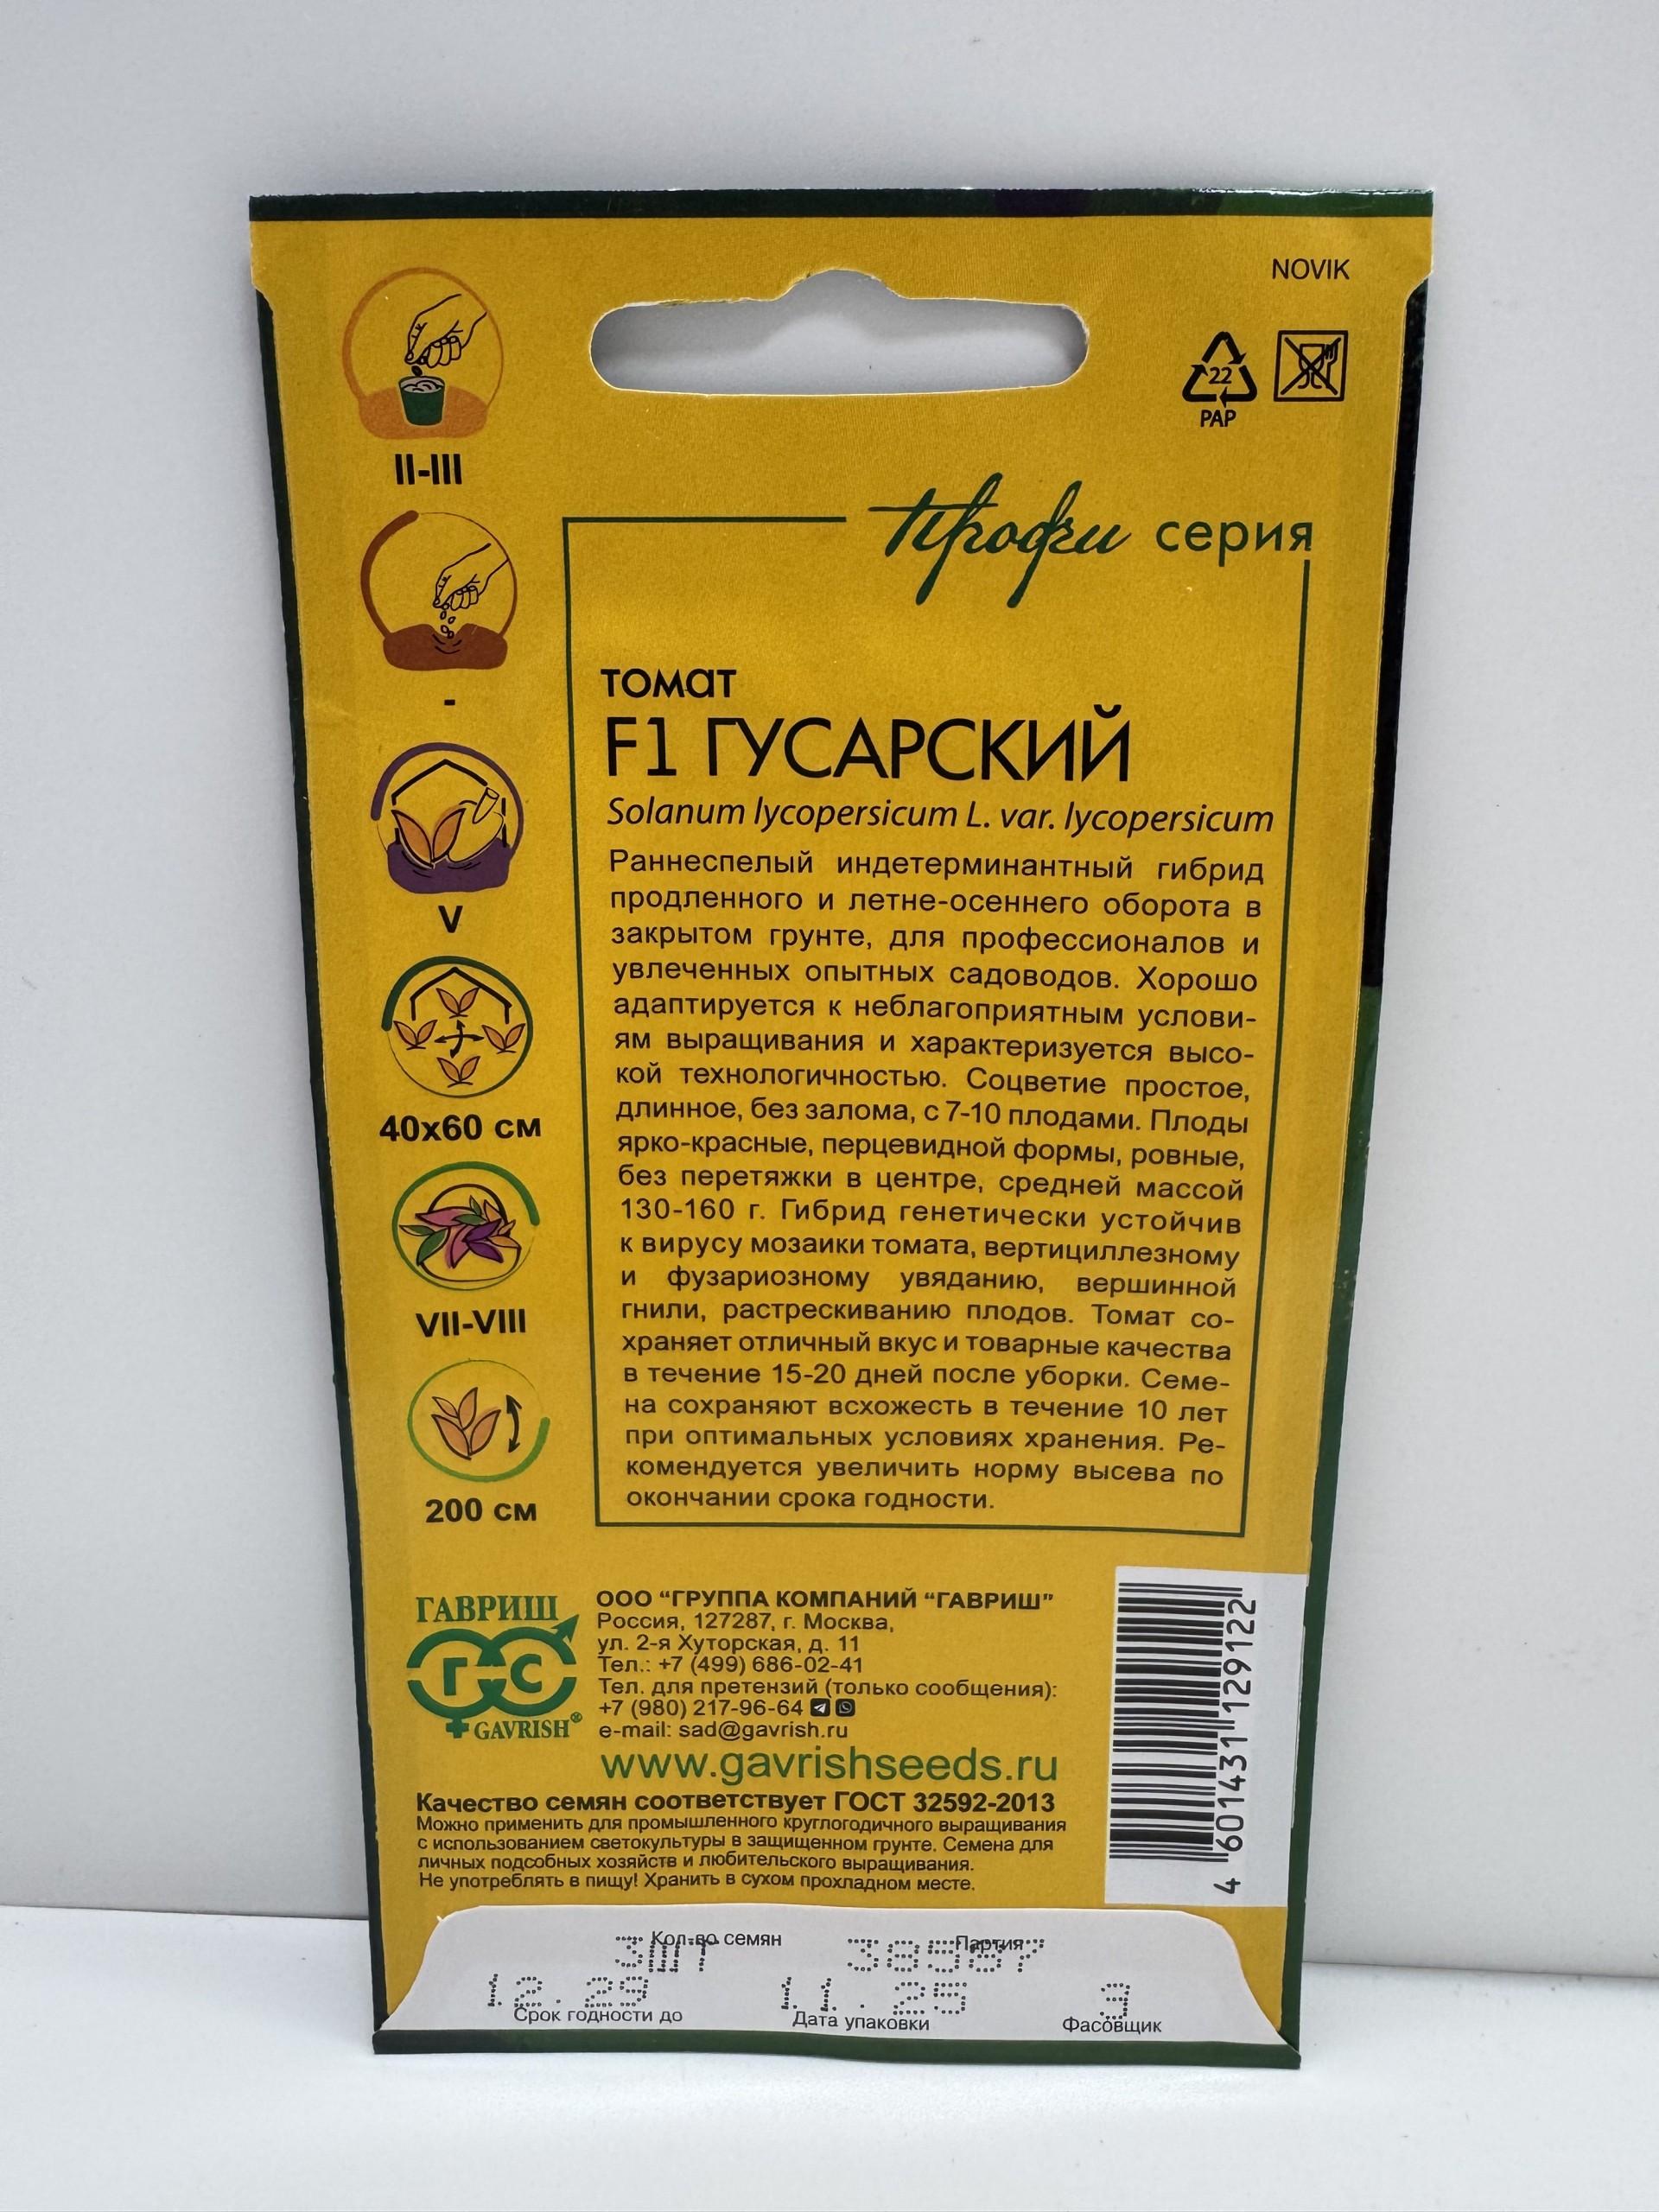 NOVIK
22
PAP
II-III
-
V
40х60 см
VII-VIII
200 см
Профи серия
томат
F1 ГУСАРСКИЙ
Solanum lycopersicum L. var. lycopersicum
Раннеспелый индетерминантный гибрид
продленного и летне-осеннего оборота в
закрытом грунте, для профессионалов и
увлеченных опытных садоводов. Хорошо
адаптируется к неблагоприятным услови-
ям выращивания и характеризуется высо-
кой технологичностью. Соцветие простое,
длинное, без залома, с 7-10 плодами. Плоды
ярко-красные, перцевидной формы, ровные,
без перетяжки в центре, средней массой
130-160 г. Гибрид генетически устойчив
к вирусу мозаики томата, вертициллезному
и фузариозному увяданию, вершинной
гнили, растрескиванию плодов. Томат со-
храняет отличный вкус и товарные качества
в течение 15-20 дней после уборки. Семе-
на сохраняют всхожесть в течение 10 лет
при оптимальных условиях хранения. Ре-
комендуется увеличить норму высева по
окончании срока годности.
ГАВРИШ
ГС
GAVRISH®
ООО “ГРУППА КОМПАНИЙ “ГАВРИШ”
Россия, 127287, г. Москва,
ул. 2-я Хуторская, д. 11
Тел.: +7 (499) 686-02-41
Тел. для претензий (только сообщения):
+7 (980) 217-96-64
e-mail: sad@gavrish.ru
www.gavrishseeds.ru
Качество семян соответствует ГОСТ 32592-2013
Можно применить для промышленного круглогодичного выращивания
с использованием светокультуры в защищенном грунте. Семена для
личных подсобных хозяйств и любительского выращивания.
Не употреблять в пищу! Хранить в сухом прохладном месте.
4 601431 129122
Кол-во семян Партия
3шт 38587
12.29 11.25 3
Срок годности до Дата упаковки Фасовщик